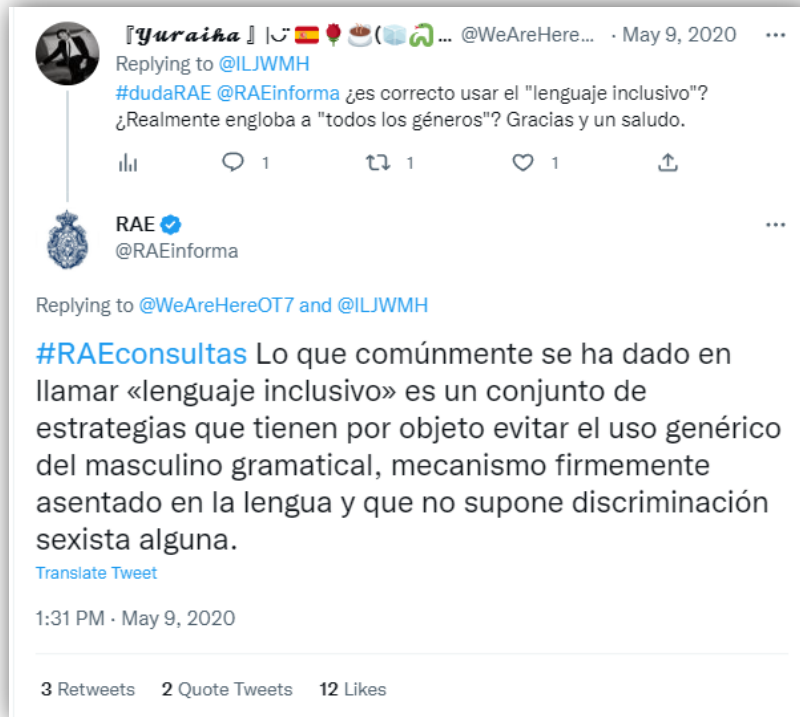 『𝒀𝒖𝒓𝒂𝒊𝒉𝒂 』 |ن ̈🇪🇸🌹☕(🧊🐍... @WeAreHere... · May 9, 2020
Replying to @ILJWMH
#dudaRAE @RAEinforma ¿es correcto usar el "lenguaje inclusivo"?
¿Realmente engloba a "todos los géneros"? Gracias y un saludo.
1 1 1
RAE
@RAEinforma
Replying to @WeAreHereOT7 and @ILJWMH
#RAEconsultas Lo que comúnmente se ha dado en
llamar «lenguaje inclusivo» es un conjunto de
estrategias que tienen por objeto evitar el uso genérico
del masculino gramatical, mecanismo firmemente
asentado en la lengua y que no supone discriminación
sexista alguna.
Translate Tweet
1:31 PM · May 9, 2020
3 Retweets 2 Quote Tweets 12 Likes